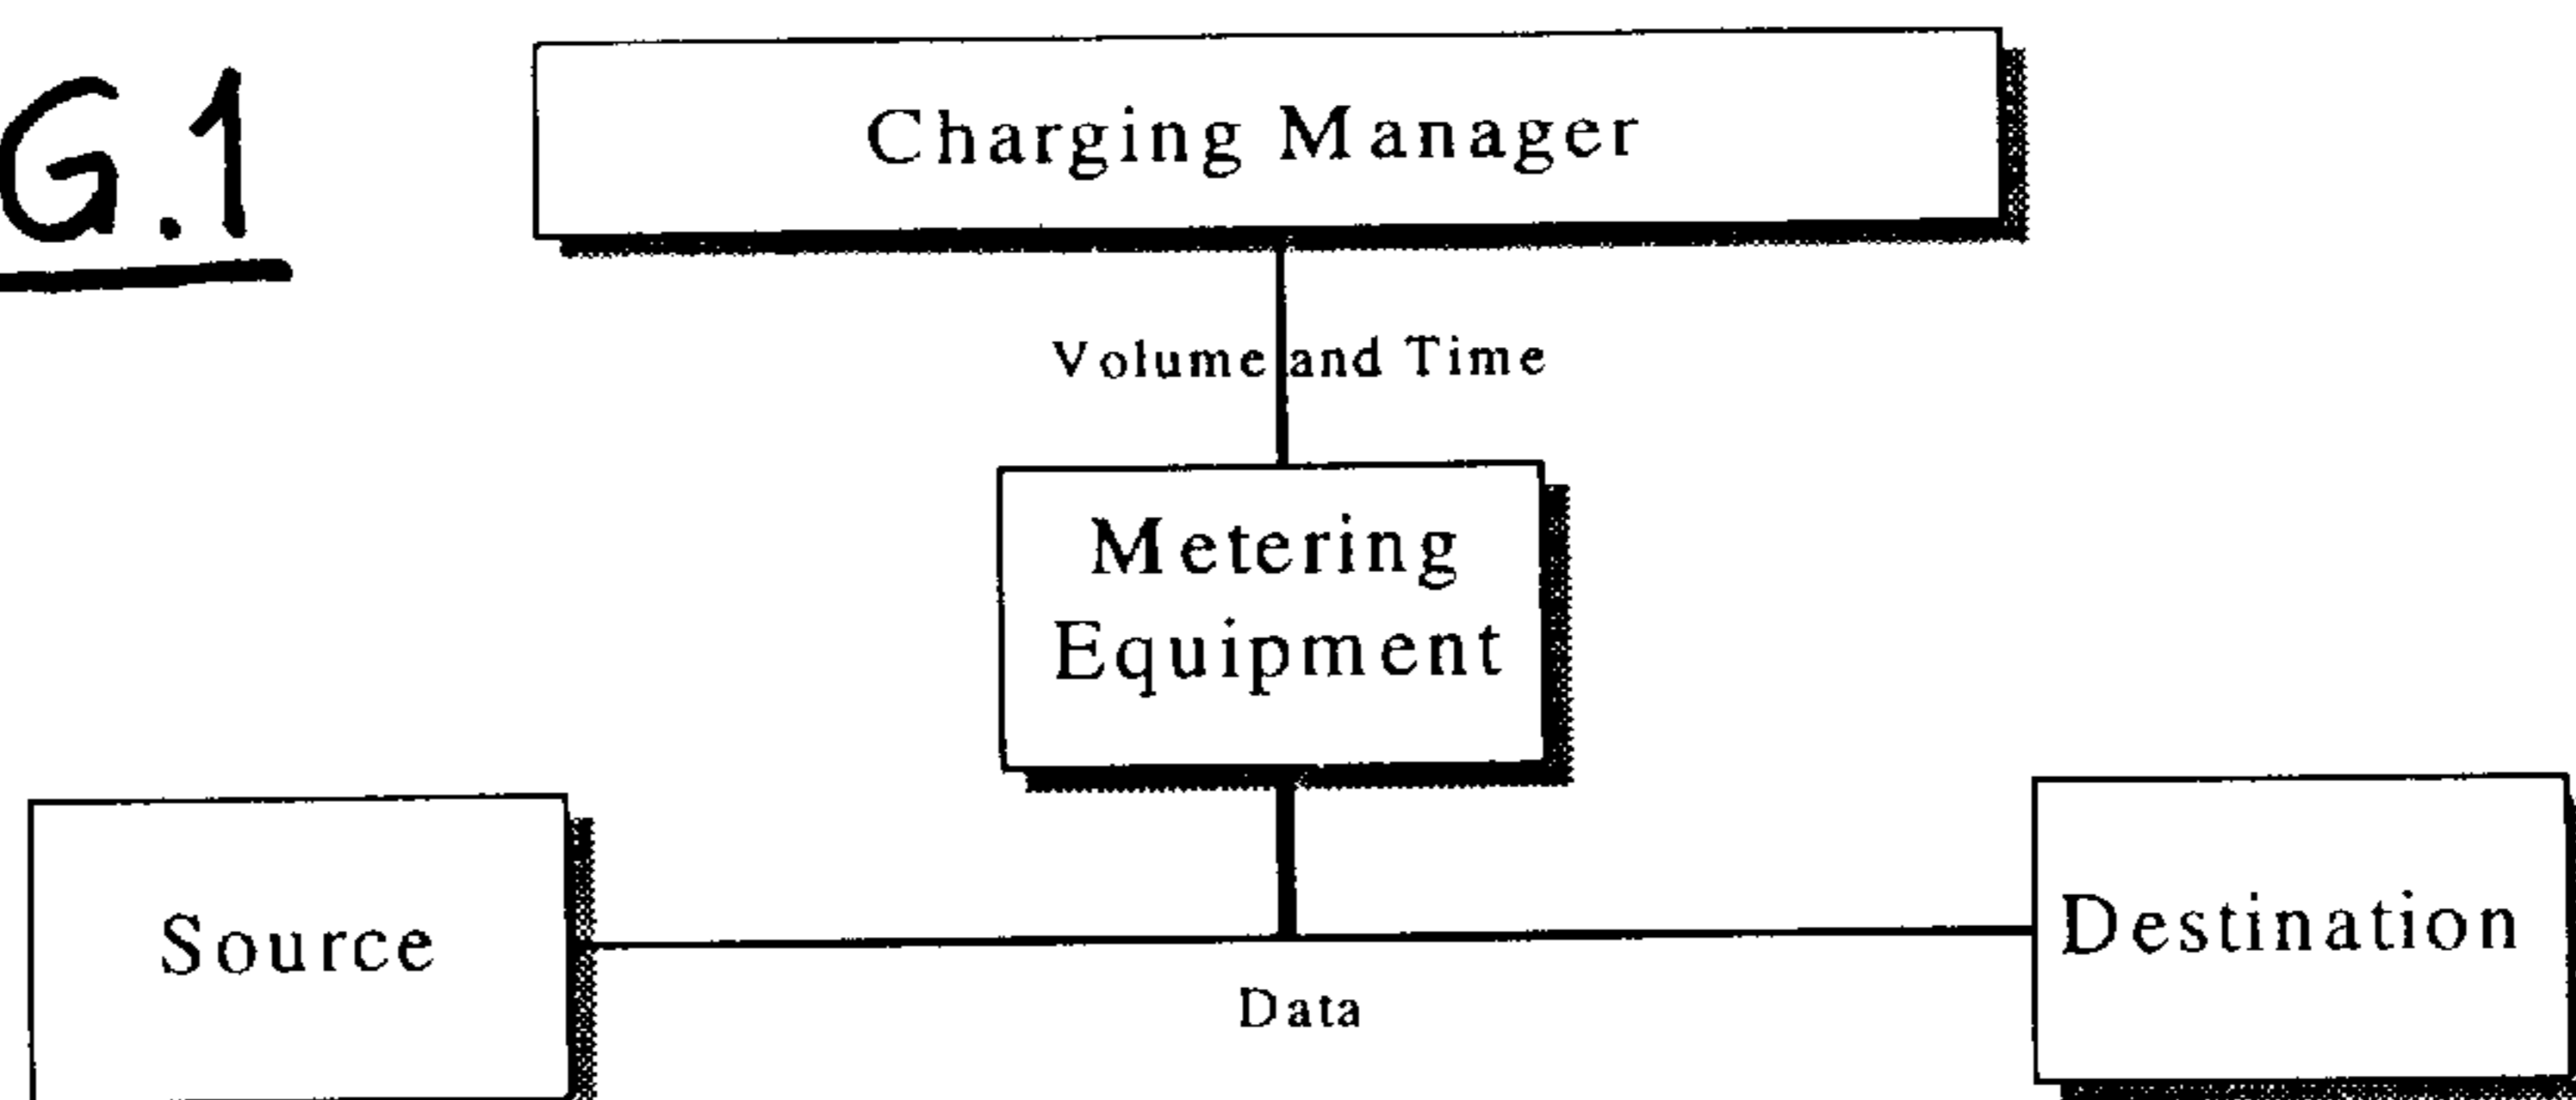 G.1
Charging Manager
Volume and Time
Metering
Equipment
Source
Destination
Data